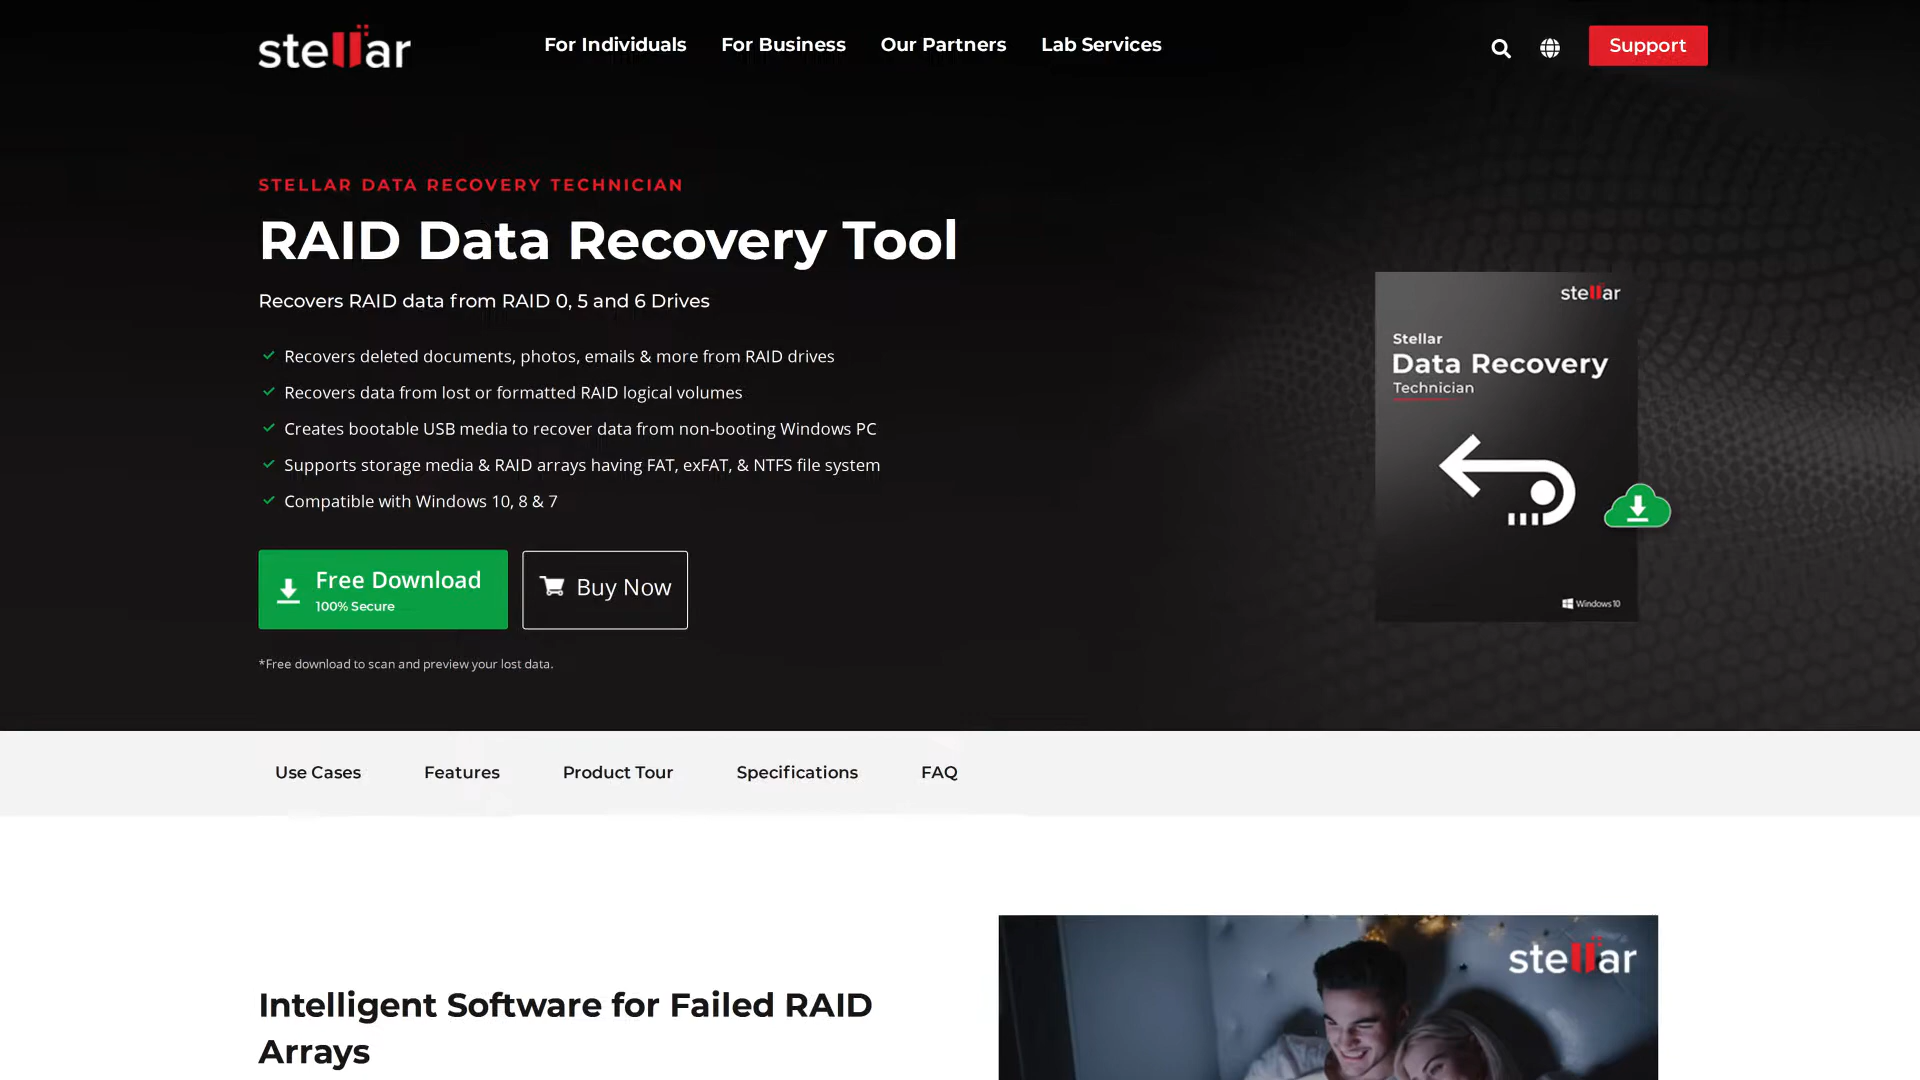 stellar
For Individuals
For Business
Our Partners
Lab Services
Support
STELLAR DATA RECOVERY TECHNICIAN
RAID Data Recovery Tool
Recovers RAID data from RAID 0, 5 and 6 Drives
Recovers deleted documents, photos, emails & more from RAID drives
Recovers data from lost or formatted RAID logical volumes
Creates bootable USB media to recover data from non-booting Windows PC
Supports storage media & RAID arrays having FAT, exFAT, & NTFS file system
Compatible with Windows 10, 8 & 7
Free Download
100% Secure
Buy Now
*Free download to scan and preview your lost data.
stellar
Stellar
Data Recovery
Technician
Windows 10
Use Cases
Features
Product Tour
Specifications
FAQ
Intelligent Software for Failed RAID
Arrays
stellar